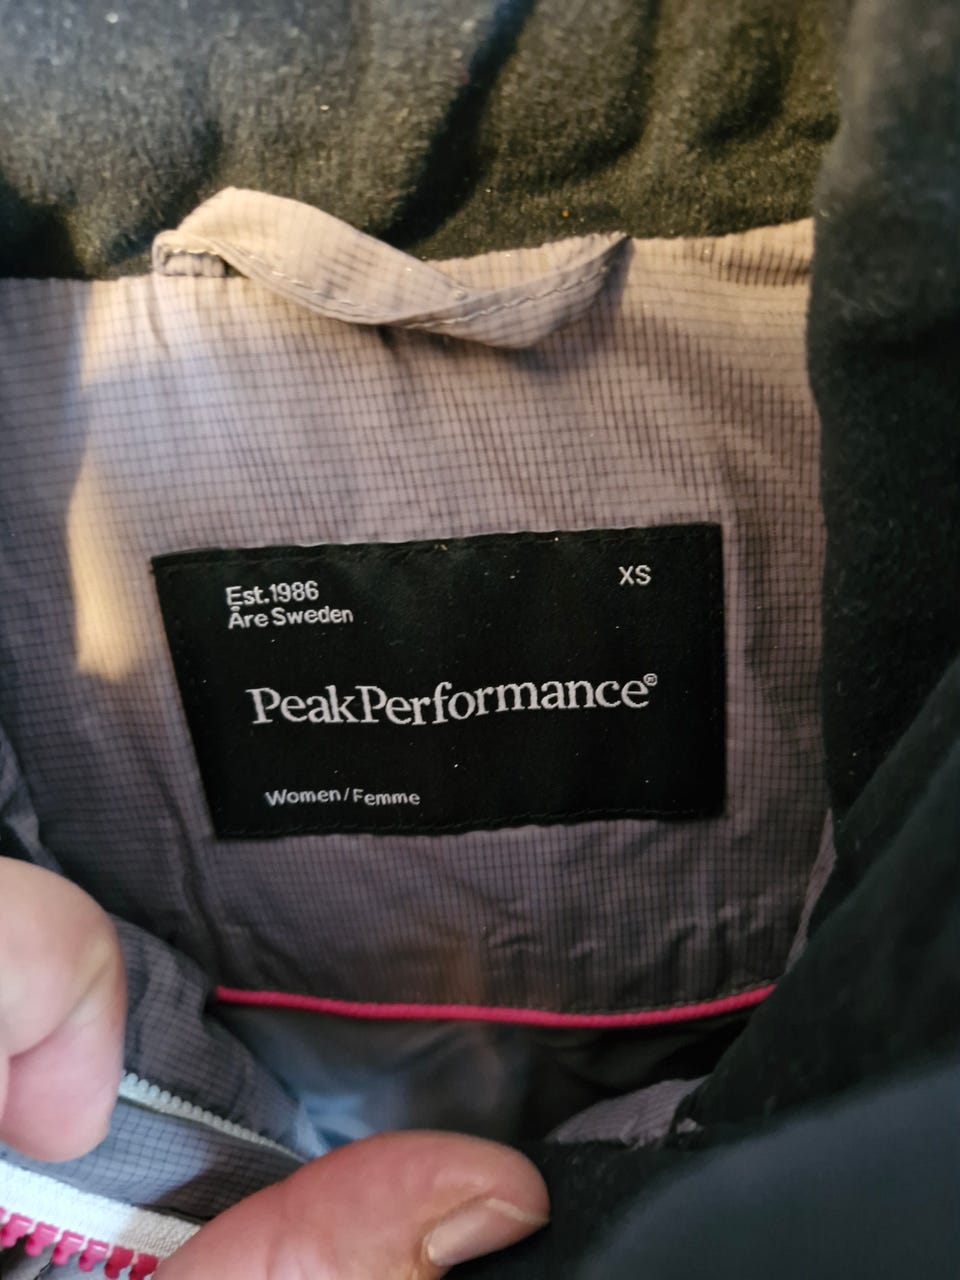 Est.1986
Åre Sweden
XS
PeakPerformance®
Women/Femme